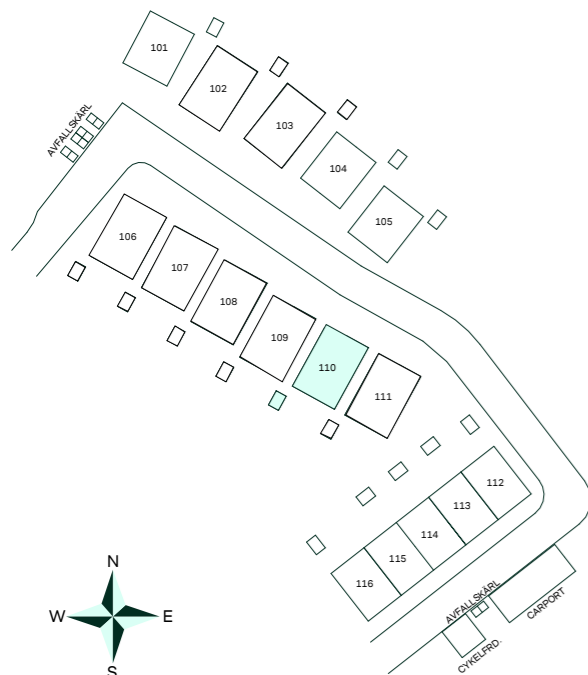 101
102
AVFALLSKÄRL
103
104
105
106
107
108
109
110
111
112
113
114
115
116
N
W
E
S
AVFALLSKÄRL
CARPORT
CYKELFRD.